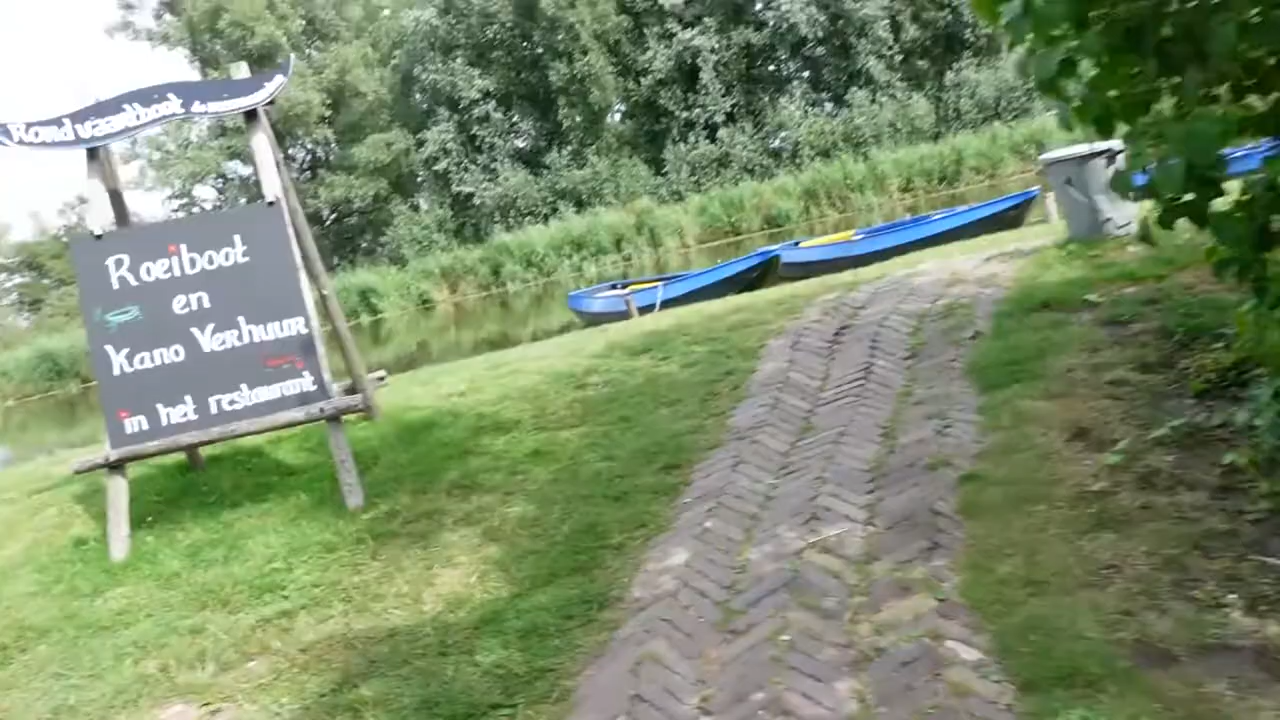 Rondvaartboot
Roeiboot
en
Kano Verhuur
in het restaurant